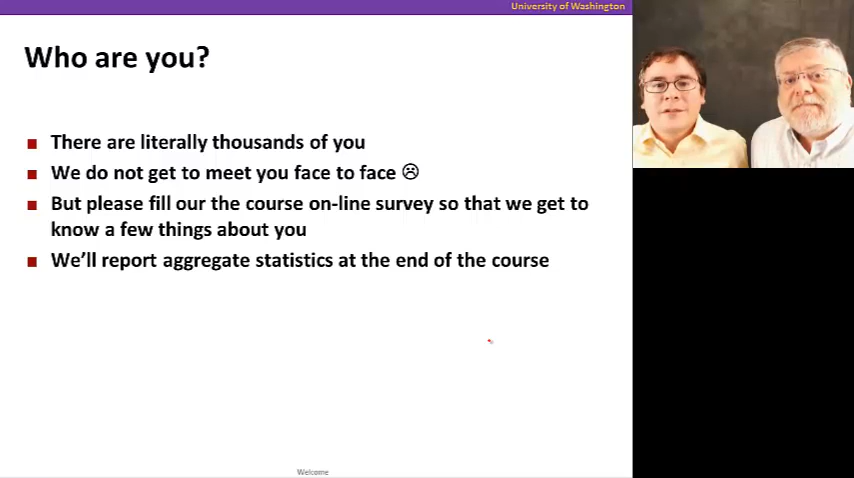 University of Washington
Who are you?
There are literally thousands of you
We do not get to meet you face to face ☹
But please fill our the course on-line survey so that we get to
know a few things about you
We'll report aggregate statistics at the end of the course
Welcome